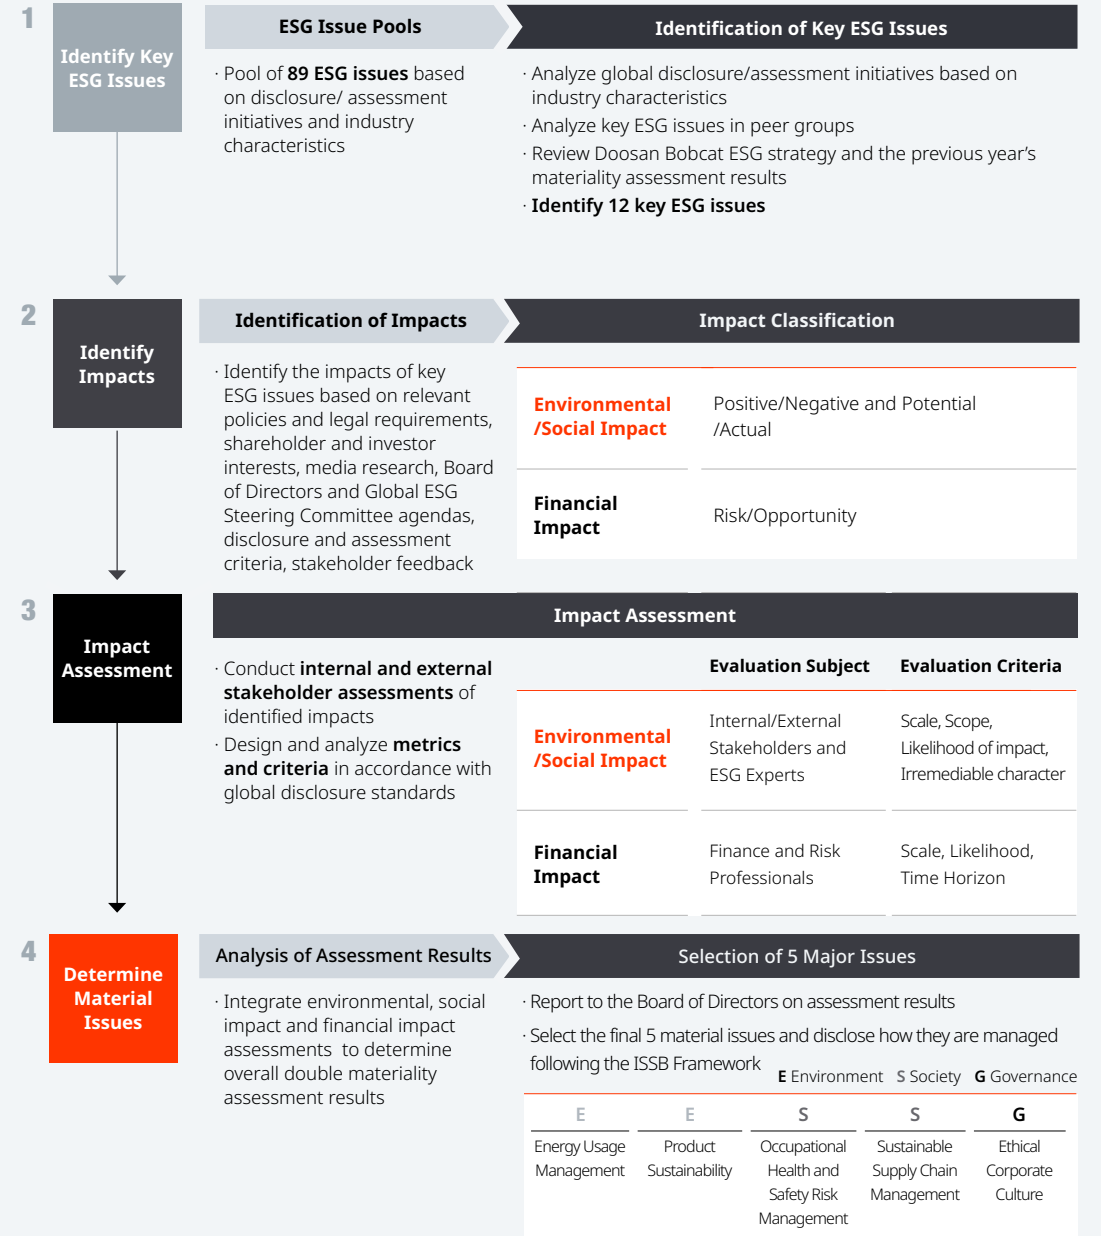 1
Identify Key
ESG Issues
ESG Issue Pools
· Pool of 89 ESG issues based
on disclosure/ assessment
initiatives and industry
characteristics
Identification of Key ESG Issues
· Analyze global disclosure/assessment initiatives based on
industry characteristics
· Analyze key ESG issues in peer groups
· Review Doosan Bobcat ESG strategy and the previous year's
materiality assessment results
· Identify 12 key ESG issues
2
Identify
Impacts
Identification of Impacts
· Identify the impacts of key
ESG issues based on relevant
policies and legal requirements,
shareholder and investor
interests, media research, Board
of Directors and Global ESG
Steering Committee agendas,
disclosure and assessment
criteria, stakeholder feedback
Impact Classification
Environmental
/Social Impact
Positive/Negative and Potential
/Actual
Financial
Impact
Risk/Opportunity
3
Impact
Assessment
Impact Assessment
· Conduct internal and external
stakeholder assessments of
identified impacts
· Design and analyze metrics
and criteria in accordance with
global disclosure standards
Evaluation Subject
Evaluation Criteria
Environmental
/Social Impact
Internal/External
Stakeholders and
ESG Experts
Scale, Scope,
Likelihood of impact,
Irremediable character
Financial
Impact
Finance and Risk
Professionals
Scale, Likelihood,
Time Horizon
4
Determine
Material
Issues
Analysis of Assessment Results
· Integrate environmental, social
impact and financial impact
assessments to determine
overall double materiality
assessment results
Selection of 5 Major Issues
· Report to the Board of Directors on assessment results
· Select the final 5 material issues and disclose how they are managed
following the ISSB Framework
E Environment S Society G Governance
E
Energy Usage
Management
E
Product
Sustainability
S
Occupational
Health and
Safety Risk
Management
S
Sustainable
Supply Chain
Management
G
Ethical
Corporate
Culture